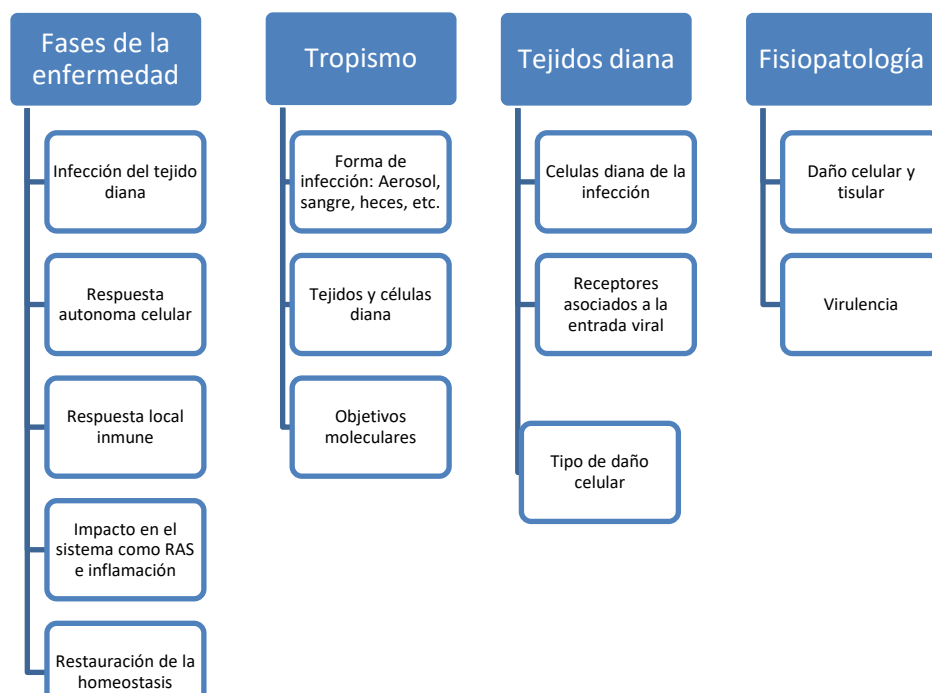 Fases de la
enfermedad
Infección del tejido
diana
Respuesta
autonoma celular
Respuesta local
inmune
Impacto en el
sistema como RAS
e inflamación
Restauración de la
homeostasis
Tropismo
Forma de
infección: Aerosol,
sangre, heces, etc.
Tejidos y células
diana
Objetivos
moleculares
Tejidos diana
Celulas diana de la
infección
Receptores
asociados a la
entrada viral
Tipo de daño
celular
Fisiopatología
Daño celular y
tisular
Virulencia